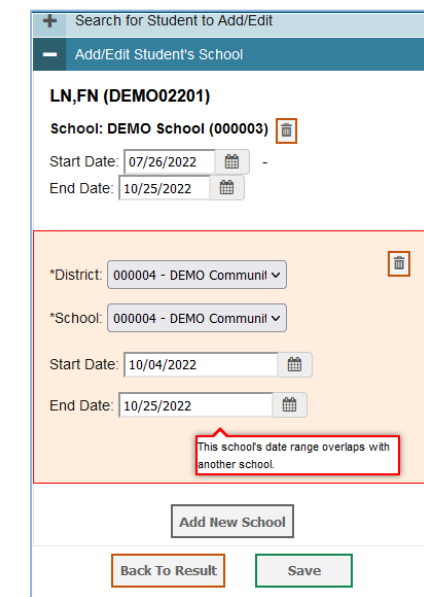 Search for Student to Add/Edit
Add/Edit Student's School
LN,FN (DEMO02201)
School: DEMO School (000003)
Start Date: 07/26/2022 -
End Date: 10/25/2022
*District: 000004 - DEMO Communit
*School: 000004 - DEMO Communit
Start Date: 10/04/2022
End Date: 10/25/2022
This school's date range overlaps with
another school.
Add New School
Back To Result Save